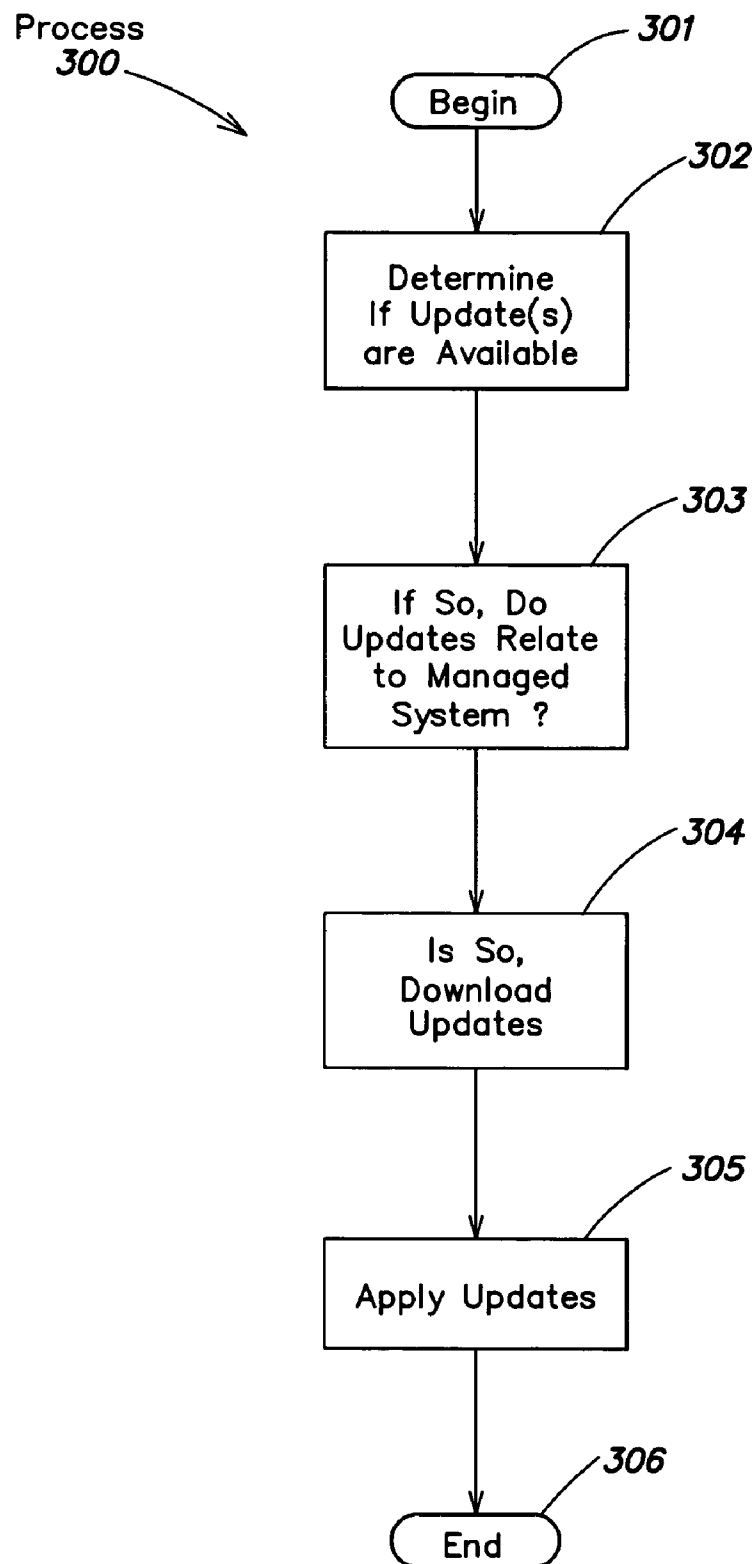 Process
300
301
Begin
302
Determine
If Update(s)
are Available
303
If So, Do
Updates Relate
to Managed
System ?
304
Is So,
Download
Updates
305
Apply Updates
306
End